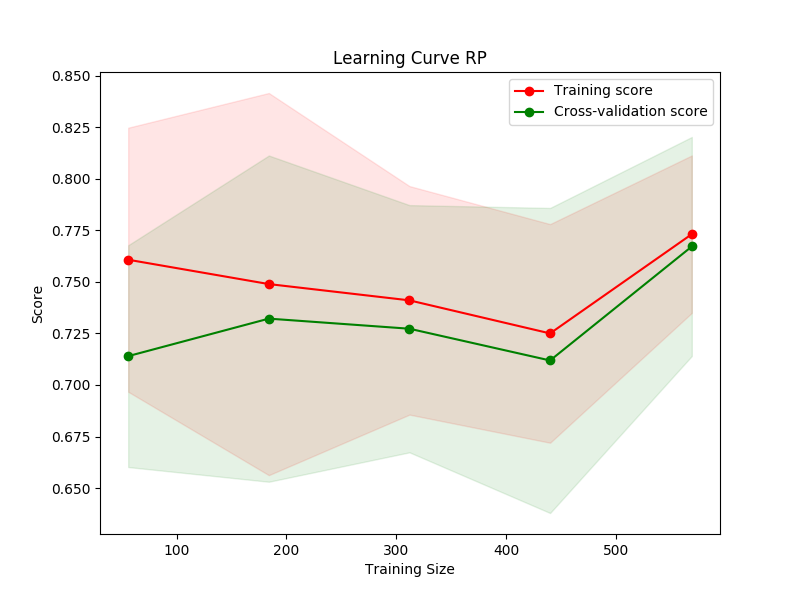 Learning Curve RP
Training score
Cross-validation score
0.850
0.825
0.800
0.775
0.750
0.725
0.700
0.675
0.650
Score
100
200
300
400
500
Training Size